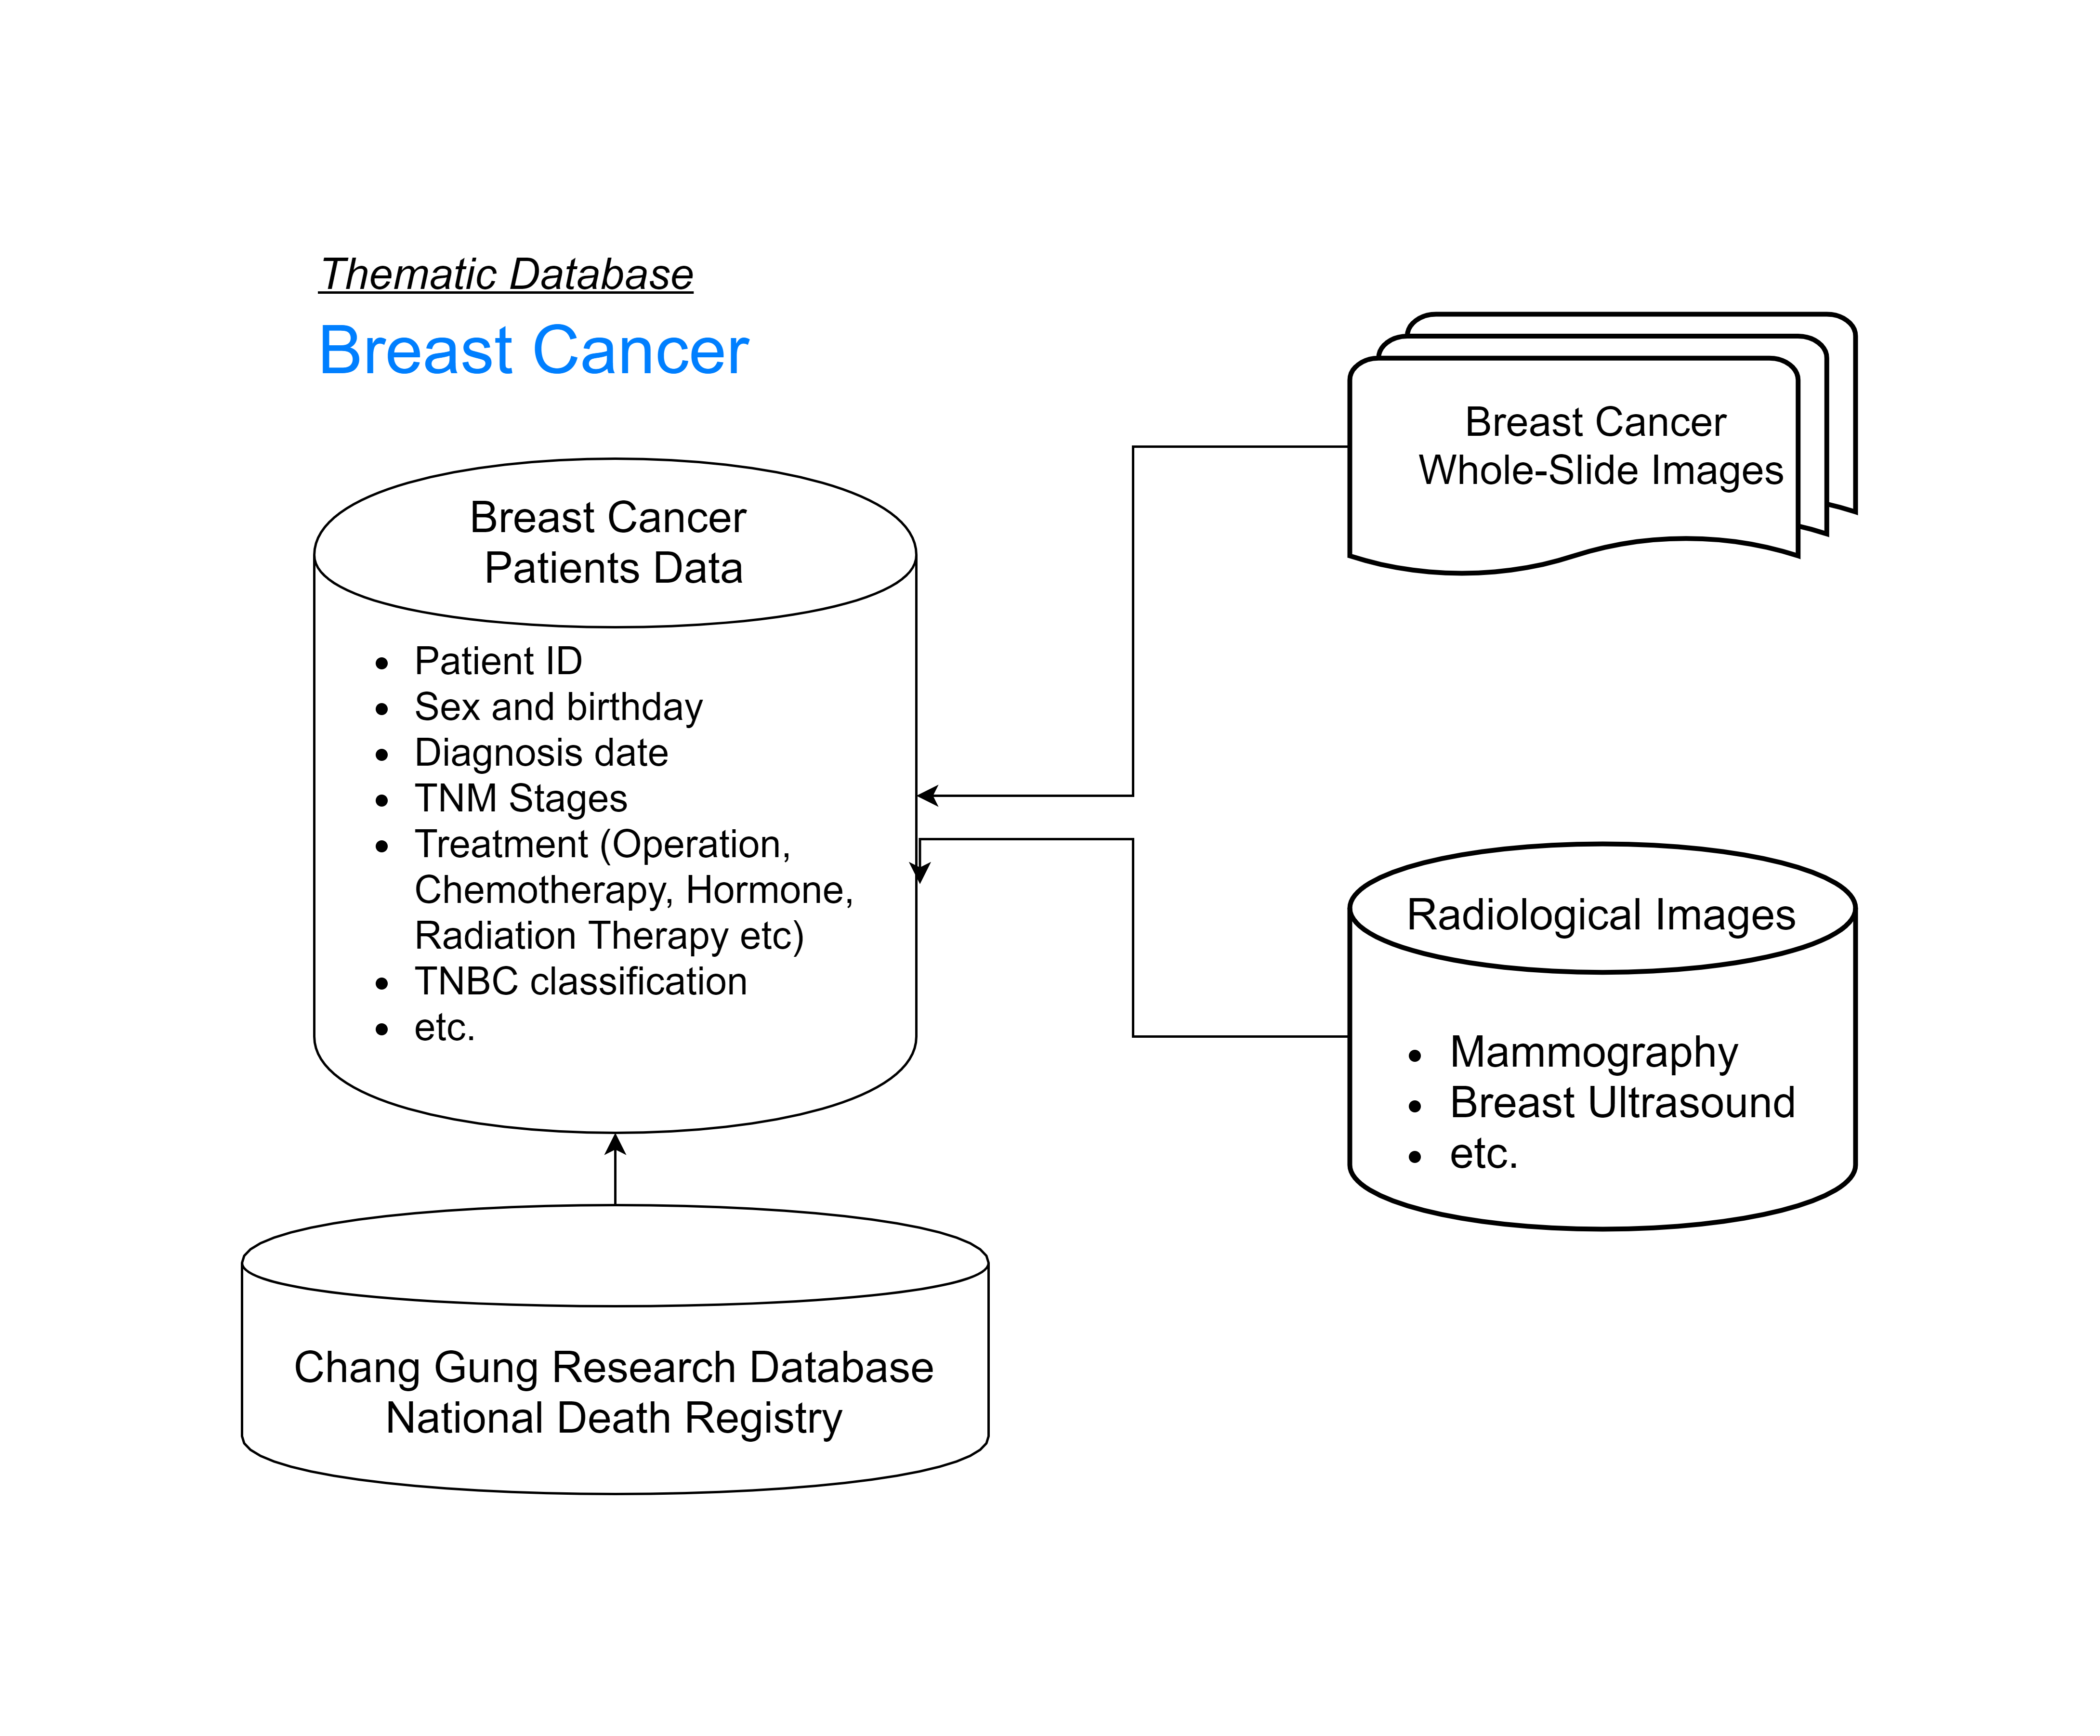 Thematic Database
Breast Cancer
Breast Cancer
Patients Data
• Patient ID
• Sex and birthday
• Diagnosis date
• TNM Stages
• Treatment (Operation,
Chemotherapy, Hormone,
Radiation Therapy etc)
• TNBC classification
• etc.
Chang Gung Research Database
National Death Registry
Breast Cancer
Whole-Slide Images
Radiological Images
• Mammography
• Breast Ultrasound
• etc.